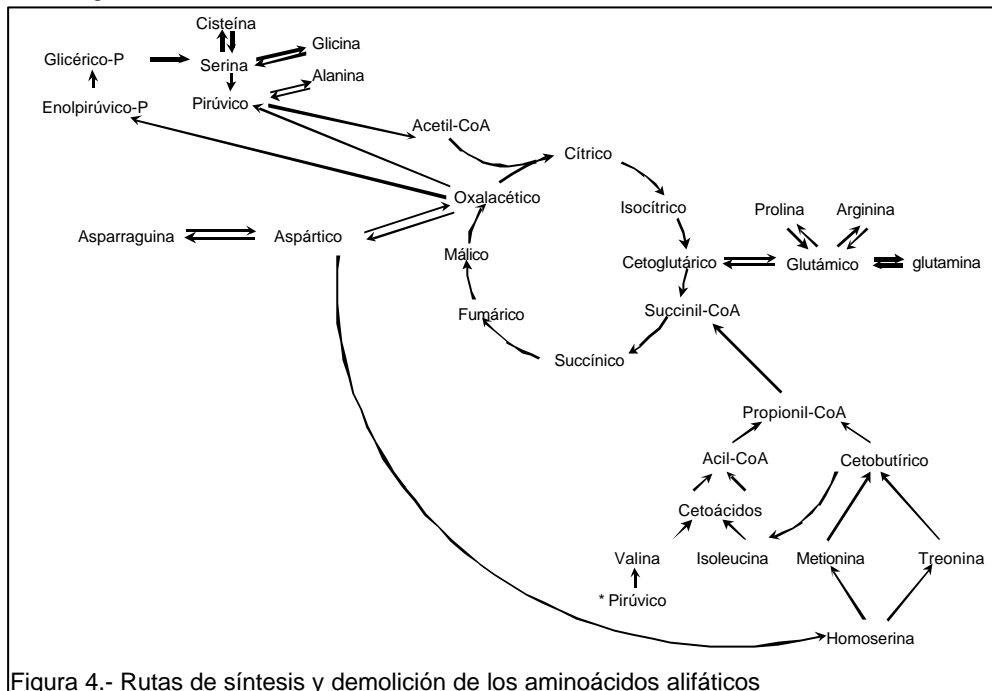 Cisteína
Glicérico-P Serina Glicina
Alanina
Enolpirúvico-P Pirúvico
Acetil-CoA
Cítrico
Oxalacético
Isocítrico
Prolina Arginina
Asparraguina Aspártico
Málico Cetoglutárico Glutámico glutamina
Fumárico Succinil-CoA
Succínico
Propionil-CoA
Acil-CoA Cetobutírico
Cetoácidos
Valina Isoleucina Metionina Treonina
* Pirúvico
Homoserina
Figura 4.- Rutas de síntesis y demolición de los aminoácidos alifáticos